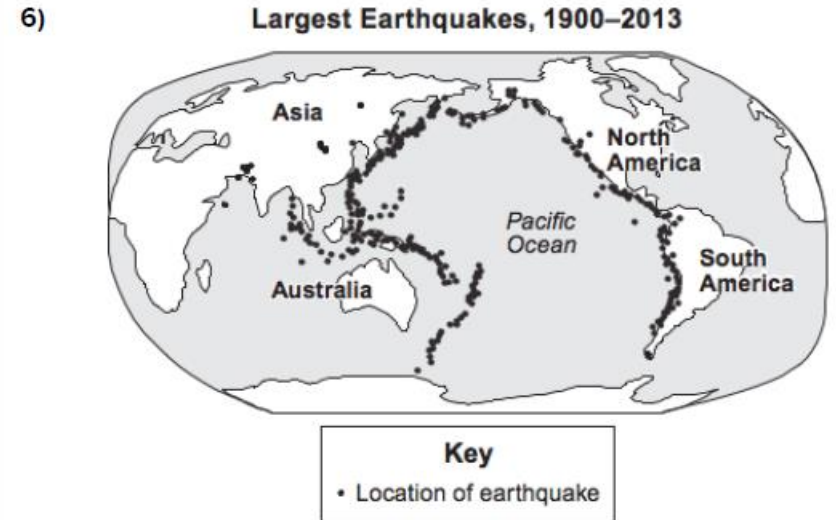 6)
Largest Earthquakes, 1900–2013
Asia
North
America
Pacific
Ocean
South
America
Australia
Key
• Location of earthquake